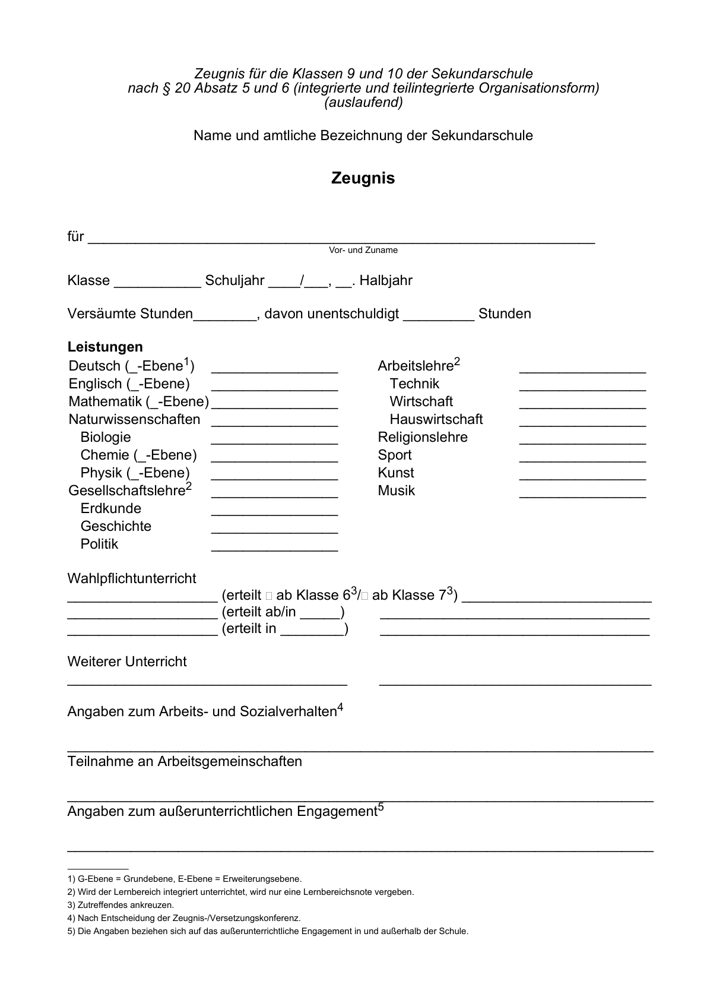 Zeugnis für die Klassen 9 und 10 der Sekundarschule
nach § 20 Absatz 5 und 6 (integrierte und teilintegrierte Organisationsform)
(auslaufend)
Name und amtliche Bezeichnung der Sekundarschule
Zeugnis
für ________________________________________________________________
Vor- und Zuname
Klasse ___________ Schuljahr ____/___, __. Halbjahr
Versäumte Stunden________, davon unentschuldigt _________ Stunden
Leistungen
Deutsch (_-Ebene1) ________________ Arbeitslehre2 ________________
Englisch (_-Ebene) ________________ Technik ________________
Mathematik (_-Ebene) ________________ Wirtschaft ________________
Naturwissenschaften ________________ Hauswirtschaft ________________
Biologie ________________ Religionslehre ________________
Chemie (_-Ebene) ________________ Sport ________________
Physik (_-Ebene) ________________ Kunst ________________
Gesellschaftslehre2 ________________ Musik ________________
Erdkunde ________________
Geschichte ________________
Politik ________________
Wahlpflichtunterricht
___________________ (erteilt □ ab Klasse 63/□ ab Klasse 73) ________________________
___________________ (erteilt ab/in _____) __________________________________
___________________ (erteilt in ________) __________________________________
Weiterer Unterricht
___________________________________ __________________________________
Angaben zum Arbeits- und Sozialverhalten4
__________________________________________________________________________
Teilnahme an Arbeitsgemeinschaften
__________________________________________________________________________
Angaben zum außerunterrichtlichen Engagement5
__________________________________________________________________________
1) G-Ebene = Grundebene, E-Ebene = Erweiterungsebene.
2) Wird der Lernbereich integriert unterrichtet, wird nur eine Lernbereichsnote vergeben.
3) Zutreffendes ankreuzen.
4) Nach Entscheidung der Zeugnis-/Versetzungskonferenz.
5) Die Angaben beziehen sich auf das außerunterrichtliche Engagement in und außerhalb der Schule.